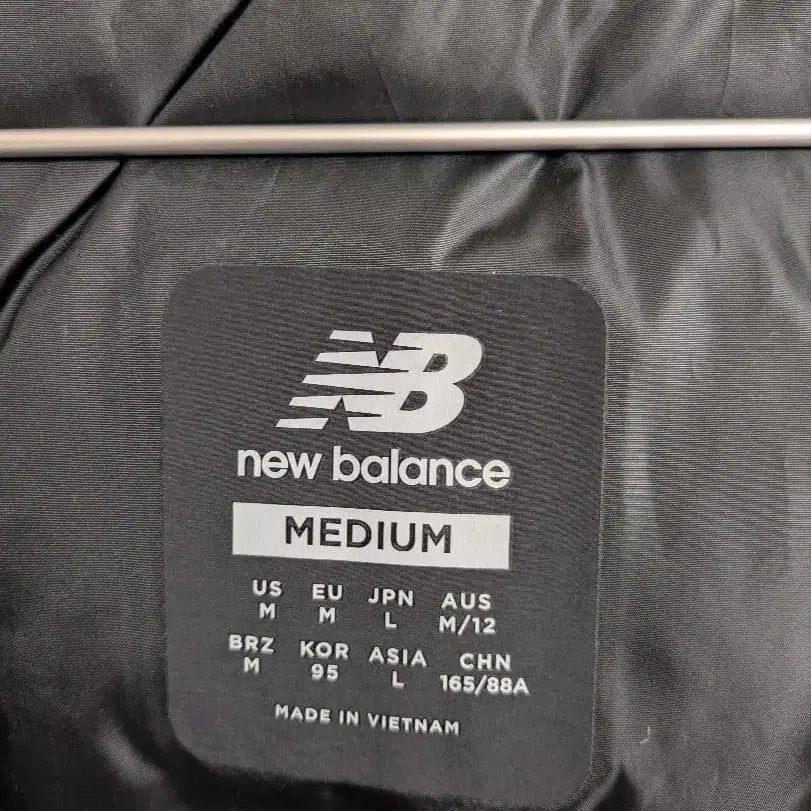 NB
new balance
MEDIUM
US EU JPN AUS
M M L M/12
BRZ KOR ASIA CHN
M 95 L 165/88A
MADE IN VIETNAM